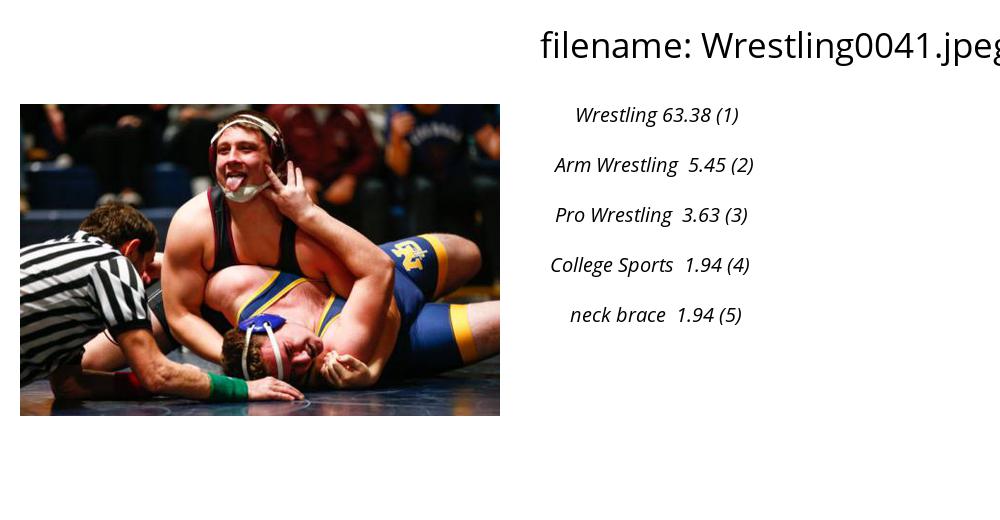 filename: Wrestling0041.jpeg
Wrestling 63.38 (1)
Arm Wrestling 5.45 (2)
Pro Wrestling 3.63 (3)
College Sports 1.94 (4)
neck brace 1.94 (5)